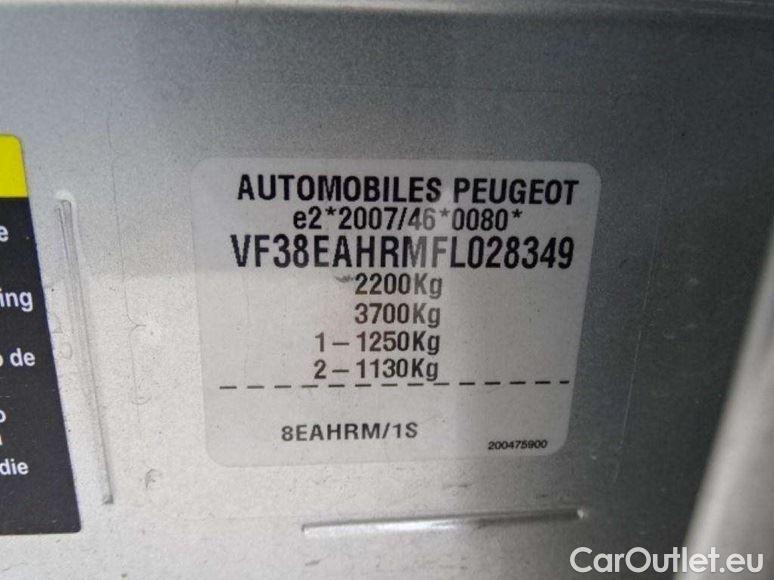 AUTOMOBILES PEUGEOT
e2*2007/46*0080*
VF38EAHRMFL028349
2200Kg
3700Kg
1-1250Kg
2-1130Kg
8EAHRM/1S
200475900
e
ing
de
die
CarOutlet.eu